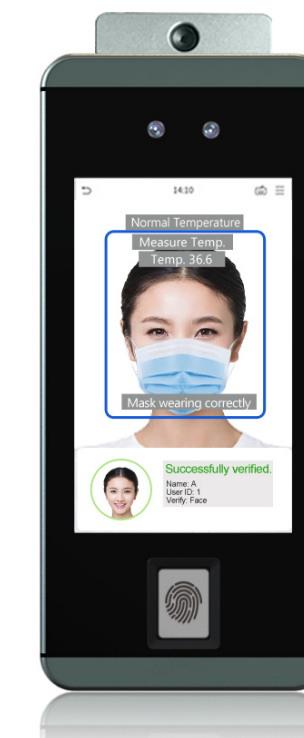 14:10
Normal Temperature
Measure Temp.
Temp. 36.6
Mask wearing correctly
Successfully verified.
Name: A
User ID: 1
Verify: Face